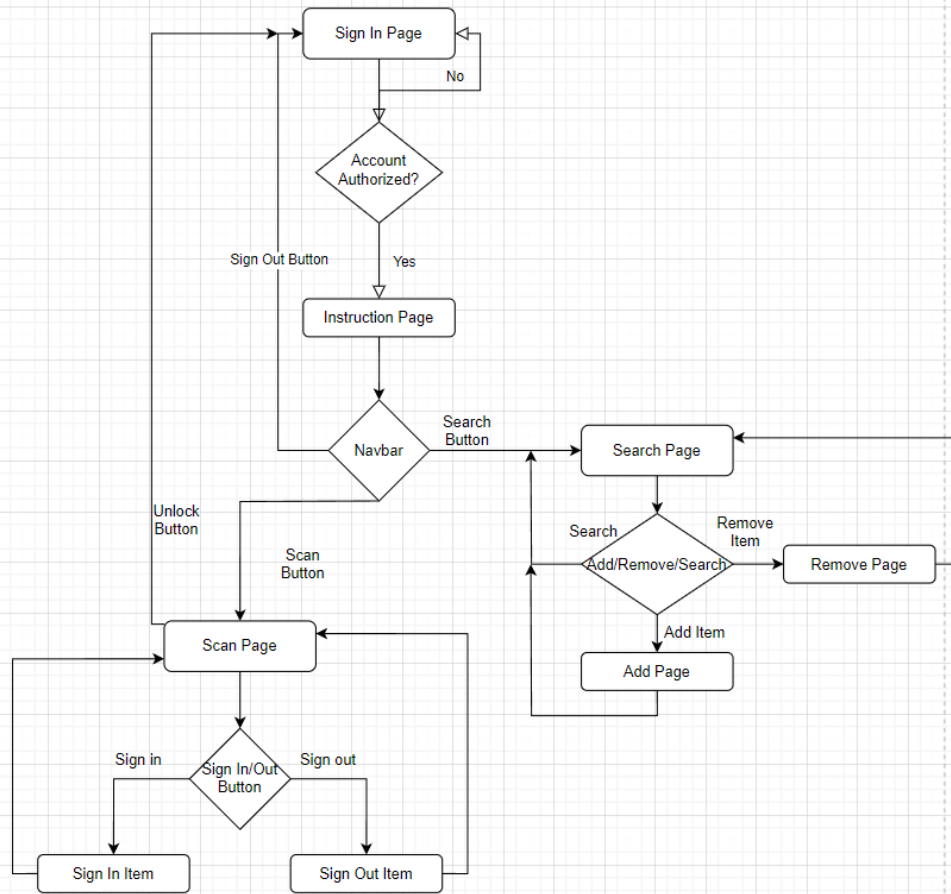 Sign In Page
No
Account
Authorized?
Sign Out Button
Yes
Instruction Page
Search
Button
Navbar
Search Page
Unlock
Button
Search
Remove
Item
Scan
Button
Add/Remove/Search
Remove Page
Add Item
Scan Page
Add Page
Sign in
Sign In/Out
Button
Sign out
Sign In Item
Sign Out Item